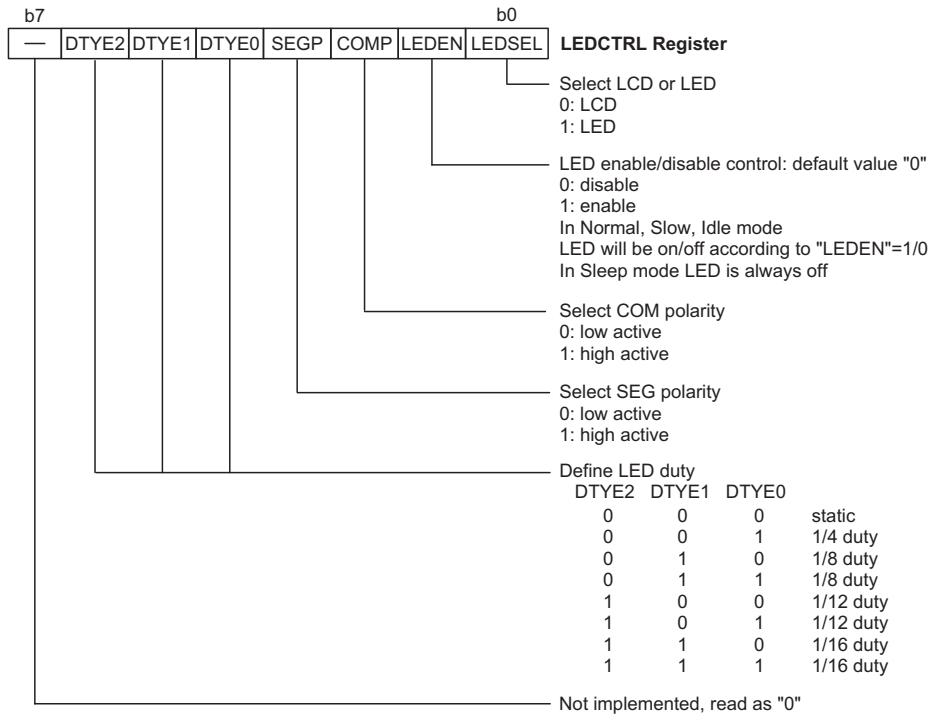 b7 b0
— DTYE2 DTYE1 DTYE0 SEGP COMP LEDEN LEDSEL LEDCTRL Register
Select LCD or LED
0: LCD
1: LED
LED enable/disable control: default value "0"
0: disable
1: enable
In Normal, Slow, Idle mode
LED will be on/off according to "LEDEN"=1/0
In Sleep mode LED is always off
Select COM polarity
0: low active
1: high active
Select SEG polarity
0: low active
1: high active
Define LED duty
DTYE2 DTYE1 DTYE0
0 0 0 static
0 0 1 1/4 duty
0 1 0 1/8 duty
0 1 1 1/8 duty
1 0 0 1/12 duty
1 0 1 1/12 duty
1 1 0 1/16 duty
1 1 1 1/16 duty
Not implemented, read as "0"